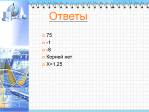 Ответы
75
-1
-8
Корней нет
Х=1,25